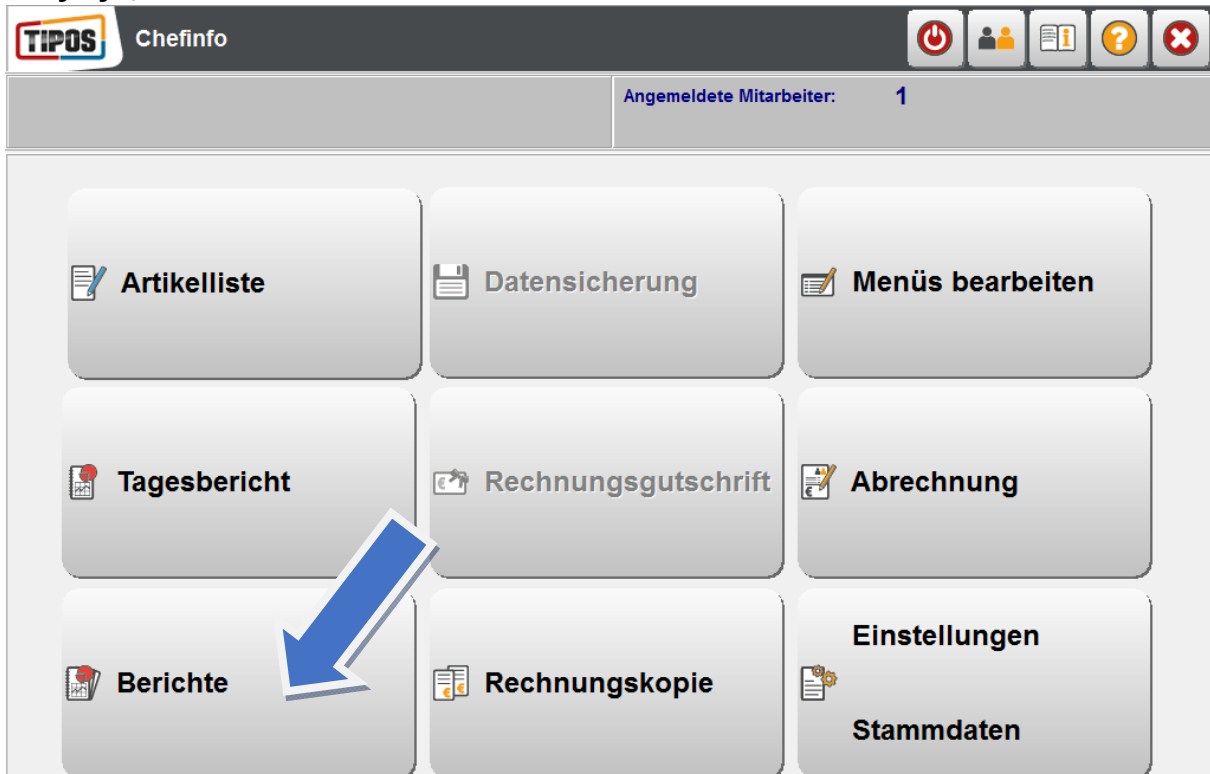 TIPOS
Chefinfo
Angemeldete Mitarbeiter: 1
Artikelliste
Datensicherung
Menüs bearbeiten
Tagesbericht
Rechnungsgutschrift
Abrechnung
Berichte
Rechnungskopie
Einstellungen
Stammdaten